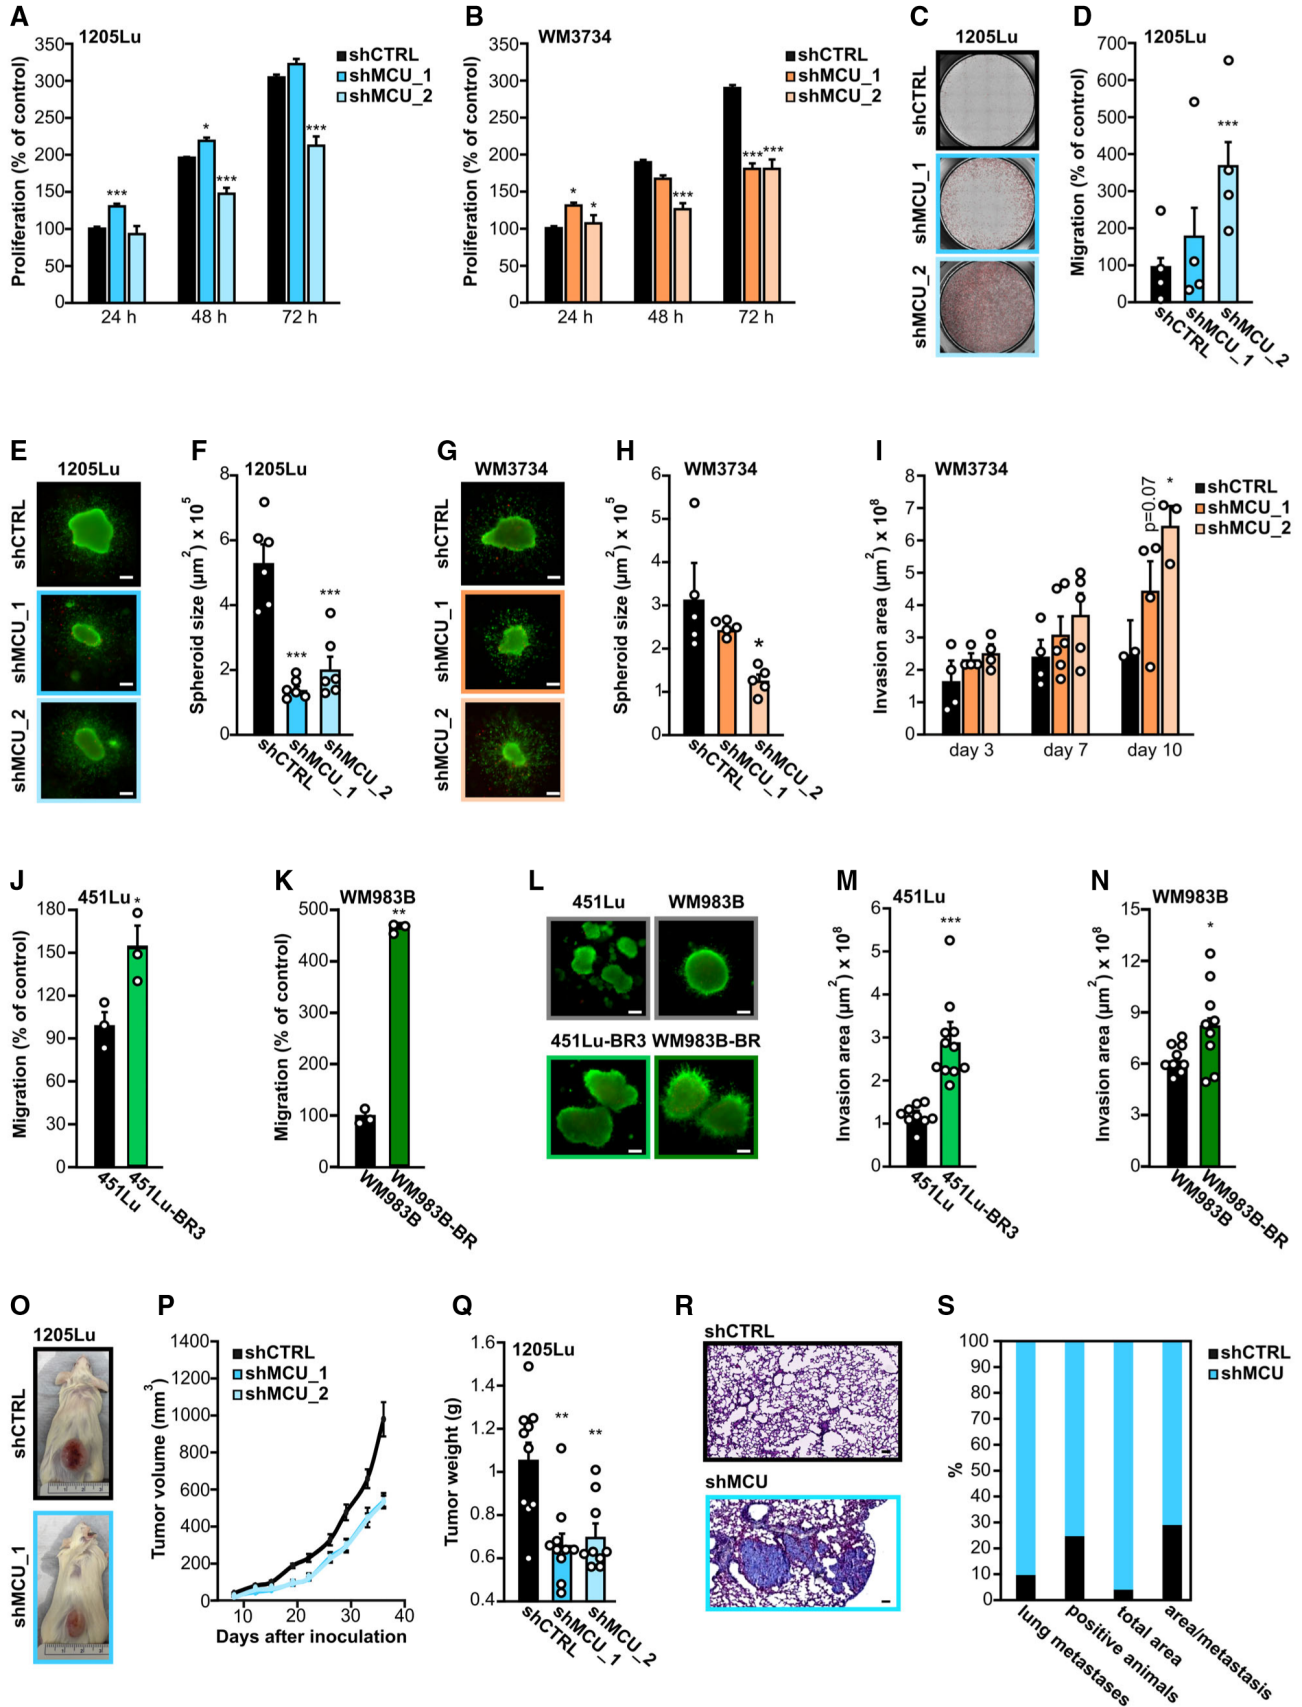 A
1205Lu
Proliferation (% of control)
350
300
250
200
150
100
50
0
***
*
***
***
24 h
48 h
72 h
shCTRL
shMCU_1
shMCU_2
B
WM3734
Proliferation (% of control)
350
300
250
200
150
100
50
0
*
*
***
***
***
24 h
48 h
72 h
shCTRL
shMCU_1
shMCU_2
C
1205Lu
shCTRL
shMCU_1
shMCU_2
D
1205Lu
Migration (% of control)
700
600
500
400
300
200
100
0
***
shCTRL
shMCU_1
shMCU_2
E
1205Lu
shCTRL
shMCU_1
shMCU_2
F
1205Lu
Spheroid size (µm²) x 10⁵
8
6
4
2
0
***
***
shCTRL
shMCU_1
shMCU_2
G
WM3734
shCTRL
shMCU_1
shMCU_2
H
WM3734
Spheroid size (µm²) x 10⁵
6
5
4
3
2
1
0
*
shCTRL
shMCU_1
shMCU_2
I
WM3734
Invasion area (µm²) x 10⁸
8
7
6
5
4
3
2
1
0
p=0.07
*
day 3
day 7
day 10
shCTRL
shMCU_1
shMCU_2
J
451Lu
Migration (% of control)
180
150
120
90
60
30
0
*
451Lu
451Lu-BR3
K
WM983B
Migration (% of control)
500
400
300
200
100
0
**
WM983B
WM983B-BR
L
451Lu
WM983B
451Lu-BR3
WM983B-BR
M
451Lu
Invasion area (µm²) x 10⁸
6
5
4
3
2
1
0
***
451Lu
451Lu-BR3
N
WM983B
Invasion area (µm²) x 10⁸
15
12
9
6
3
0
*
WM983B
WM983B-BR
O
1205Lu
shCTRL
shMCU_1
P
Tumor volume (mm³)
1400
1200
1000
800
600
400
200
0
10
20
30
40
Days after inoculation
shCTRL
shMCU_1
shMCU_2
Q
1205Lu
Tumor weight (g)
1.6
1.4
1.2
1
0.8
0.6
0.4
**
**
shCTRL
shMCU_1
shMCU_2
R
shCTRL
shMCU
S
%
100
90
80
70
60
50
40
30
20
10
0
lung metastases
positive animals
total area
area/metastasis
shCTRL
shMCU